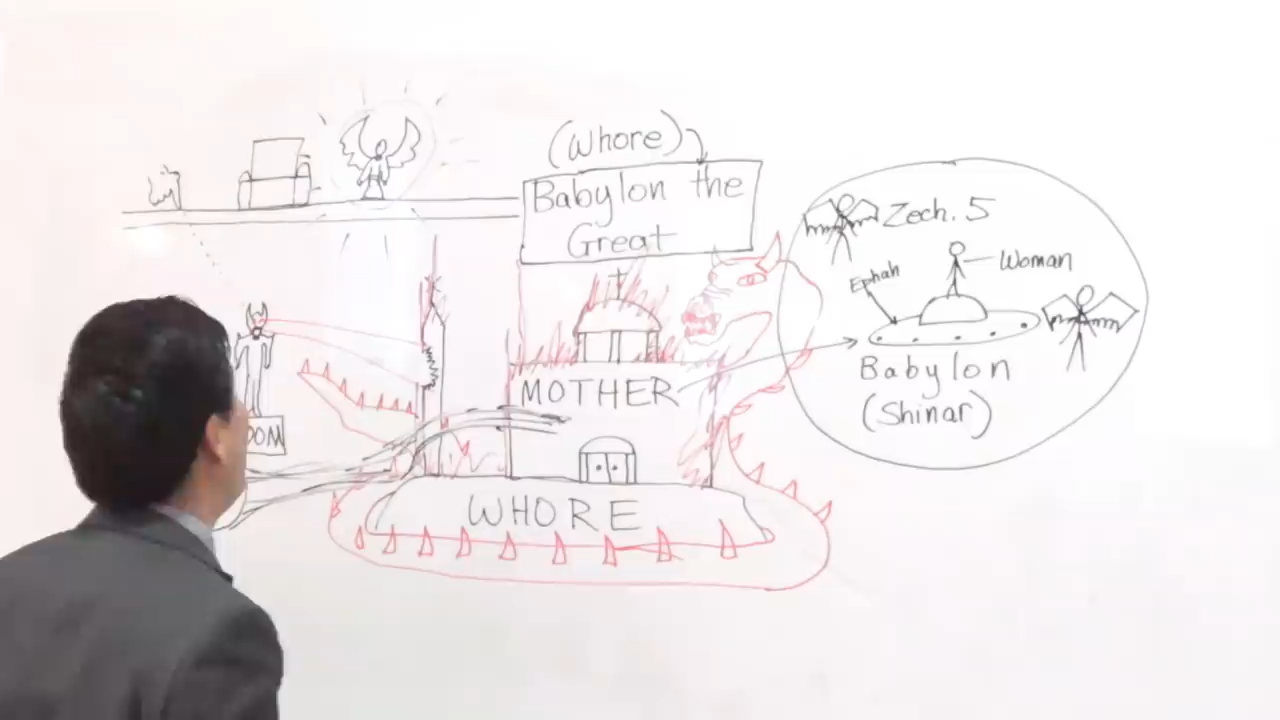 (Whore)
Babylon the
Great
Zech. 5
Woman
Ephah
MOTHER
Babylon
(Shinar)
WHORE